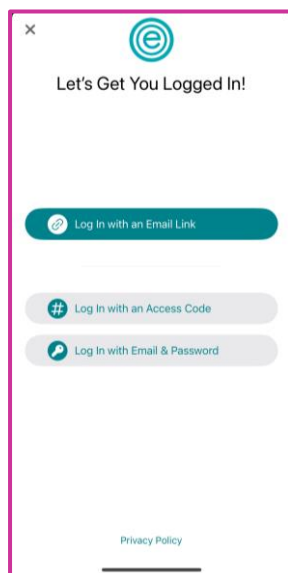 Let's Get You Logged In!
Log In with an Email Link
Log In with an Access Code
Log In with Email & Password
Privacy Policy